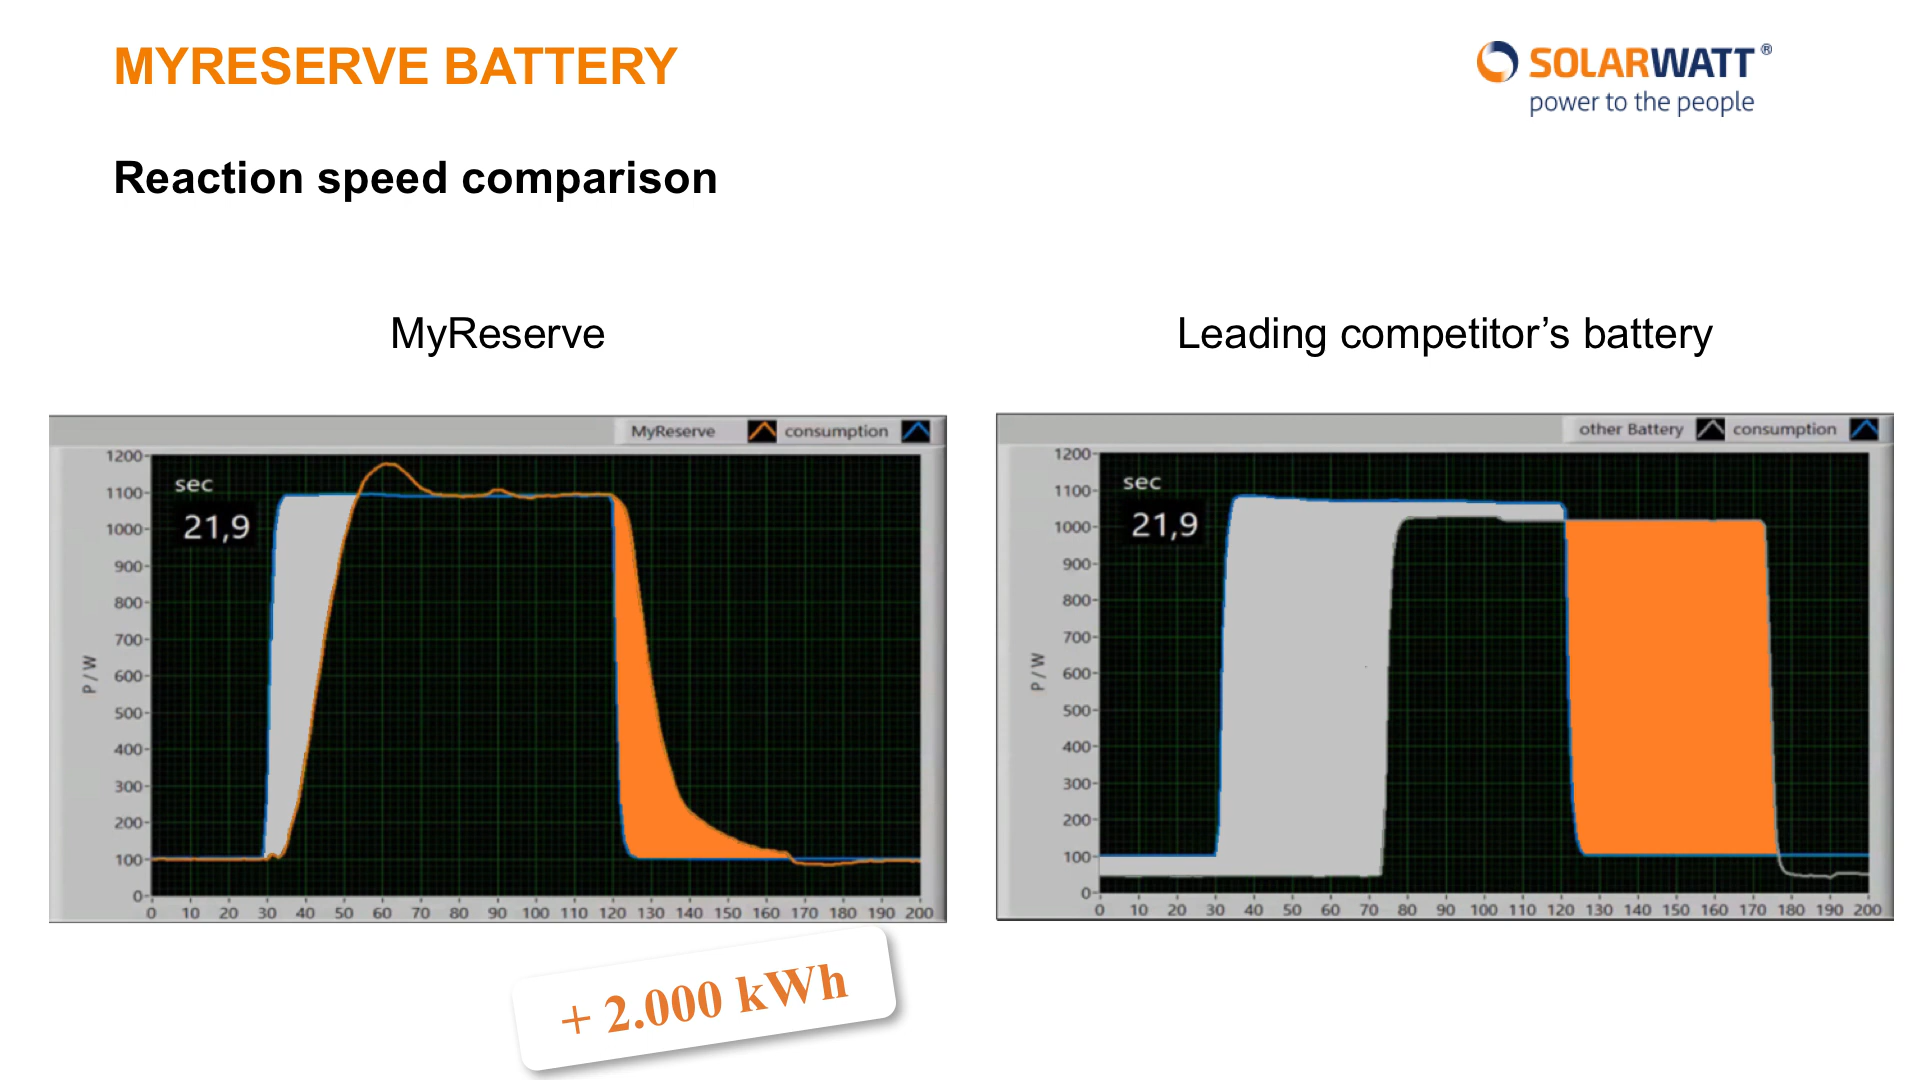 MYRESERVE BATTERY
SOLARWATT®
power to the people
Reaction speed comparison
MyReserve
Leading competitor’s battery
MyReserve consumption
sec
21,9
P / W
1200
1100
1000
900
800
700
600
500
400
300
200
100
0
0 10 20 30 40 50 60 70 80 90 100 110 120 130 140 150 160 170 180 190 200
other Battery consumption
sec
21,9
P / W
1200
1100
1000
900
800
700
600
500
400
300
200
100
0
0 10 20 30 40 50 60 70 80 90 100 110 120 130 140 150 160 170 180 190 200
+ 2.000 kWh